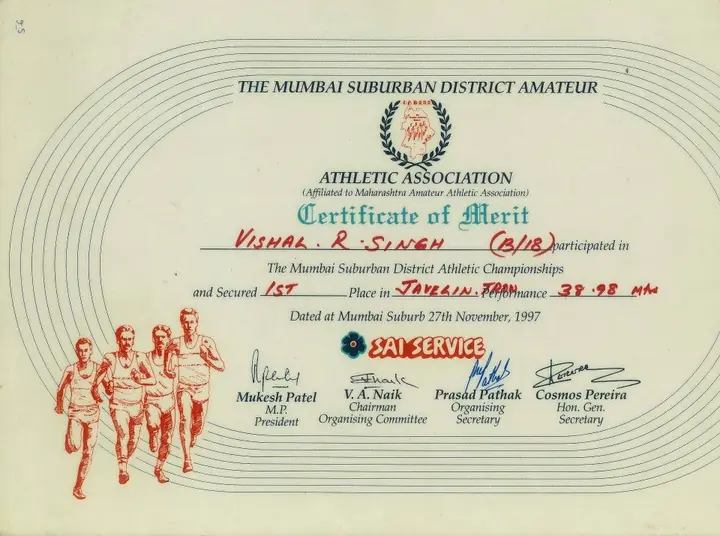 THE MUMBAI SUBURBAN DISTRICT AMATEUR
ATHLETIC ASSOCIATION
(Affiliated to Maharashtra Amateur Athletic Association)
Certificate of Merit
VISHAL . R . SINGH (B/18) participated in
The Mumbai Suburban District Athletic Championships
and Secured 1ST Place in JAVELIN . Performance 38.98
Dated at Mumbai Suburb 27th November, 1997
SAI SERVICE
Mukesh Patel V. A. Naik Prasad Pathak Cosmos Pereira
M.P. Chairman Organising Hon. Gen.
President Organising Committee Secretary Secretary